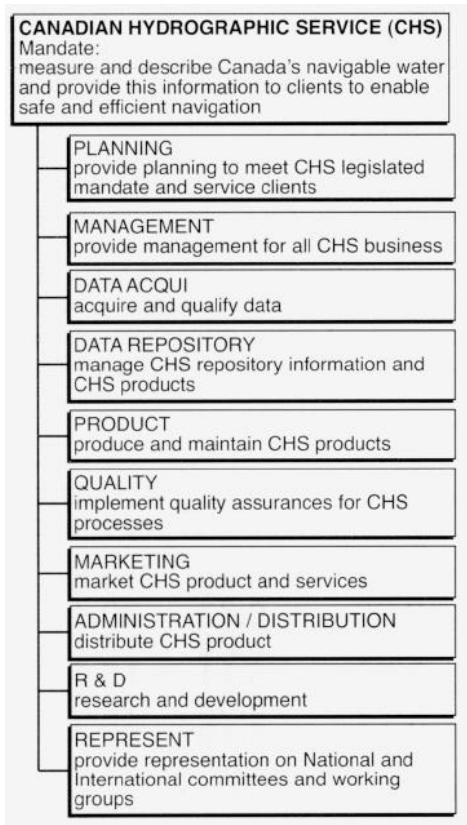 CANADIAN HYDROGRAPHIC SERVICE (CHS)
Mandate:
measure and describe Canada's navigable water
and provide this information to clients to enable
safe and efficient navigation
PLANNING
provide planning to meet CHS legislated
mandate and service clients
MANAGEMENT
provide management for all CHS business
DATA ACQUI
acquire and qualify data
DATA REPOSITORY
manage CHS repository information and
CHS products
PRODUCT
produce and maintain CHS products
QUALITY
implement quality assurances for CHS
processes
MARKETING
market CHS product and services
ADMINISTRATION / DISTRIBUTION
distribute CHS product
R & D
research and development
REPRESENT
provide representation on National and
International committees and working
groups